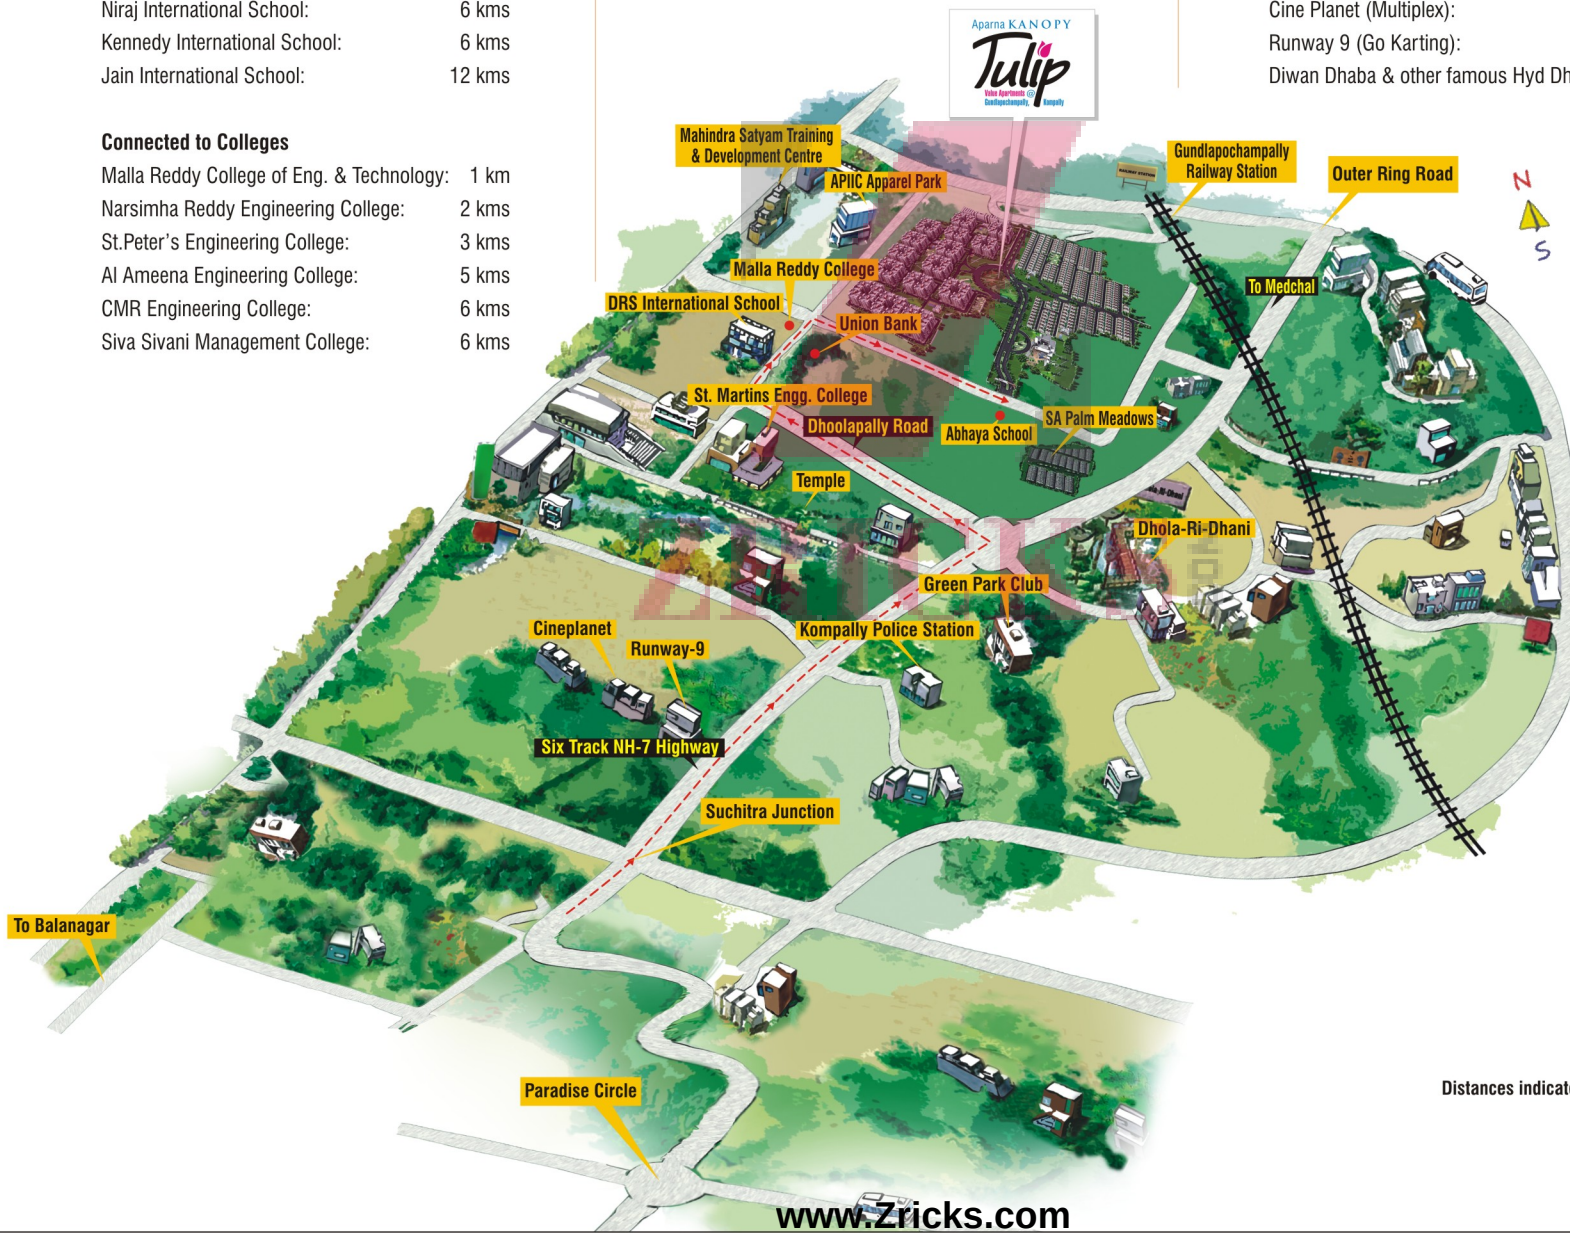 Niraj International School: 6 kms
Kennedy International School: 6 kms
Jain International School: 12 kms
Connected to Colleges
Malla Reddy College of Eng. & Technology: 1 km
Narsimha Reddy Engineering College: 2 kms
St.Peter's Engineering College: 3 kms
Al Ameena Engineering College: 5 kms
CMR Engineering College: 6 kms
Siva Sivani Management College: 6 kms
Aparna KANOPY
Tulip
Value Apartments @
Gundlapochampally, Kompally
Cine Planet (Multiplex):
Runway 9 (Go Karting):
Diwan Dhaba & other famous Hyd Dh
Mahindra Satyam Training
& Development Centre
APIIC Apparel Park
RAILWAY STATION
Gundlapochampally
Railway Station
Outer Ring Road
N
S
Malla Reddy College
To Medchal
DRS International School
Union Bank
St. Martins Engg. College
Dhoolapally Road
Abhaya School
SA Palm Meadows
Temple
Dhola-Ri-Dhani
ZRICKS
Green Park Club
Kompally Police Station
Cineplanet
Runway-9
Six Track NH-7 Highway
Suchitra Junction
To Balanagar
Paradise Circle
Distances indicat
www.Zricks.com